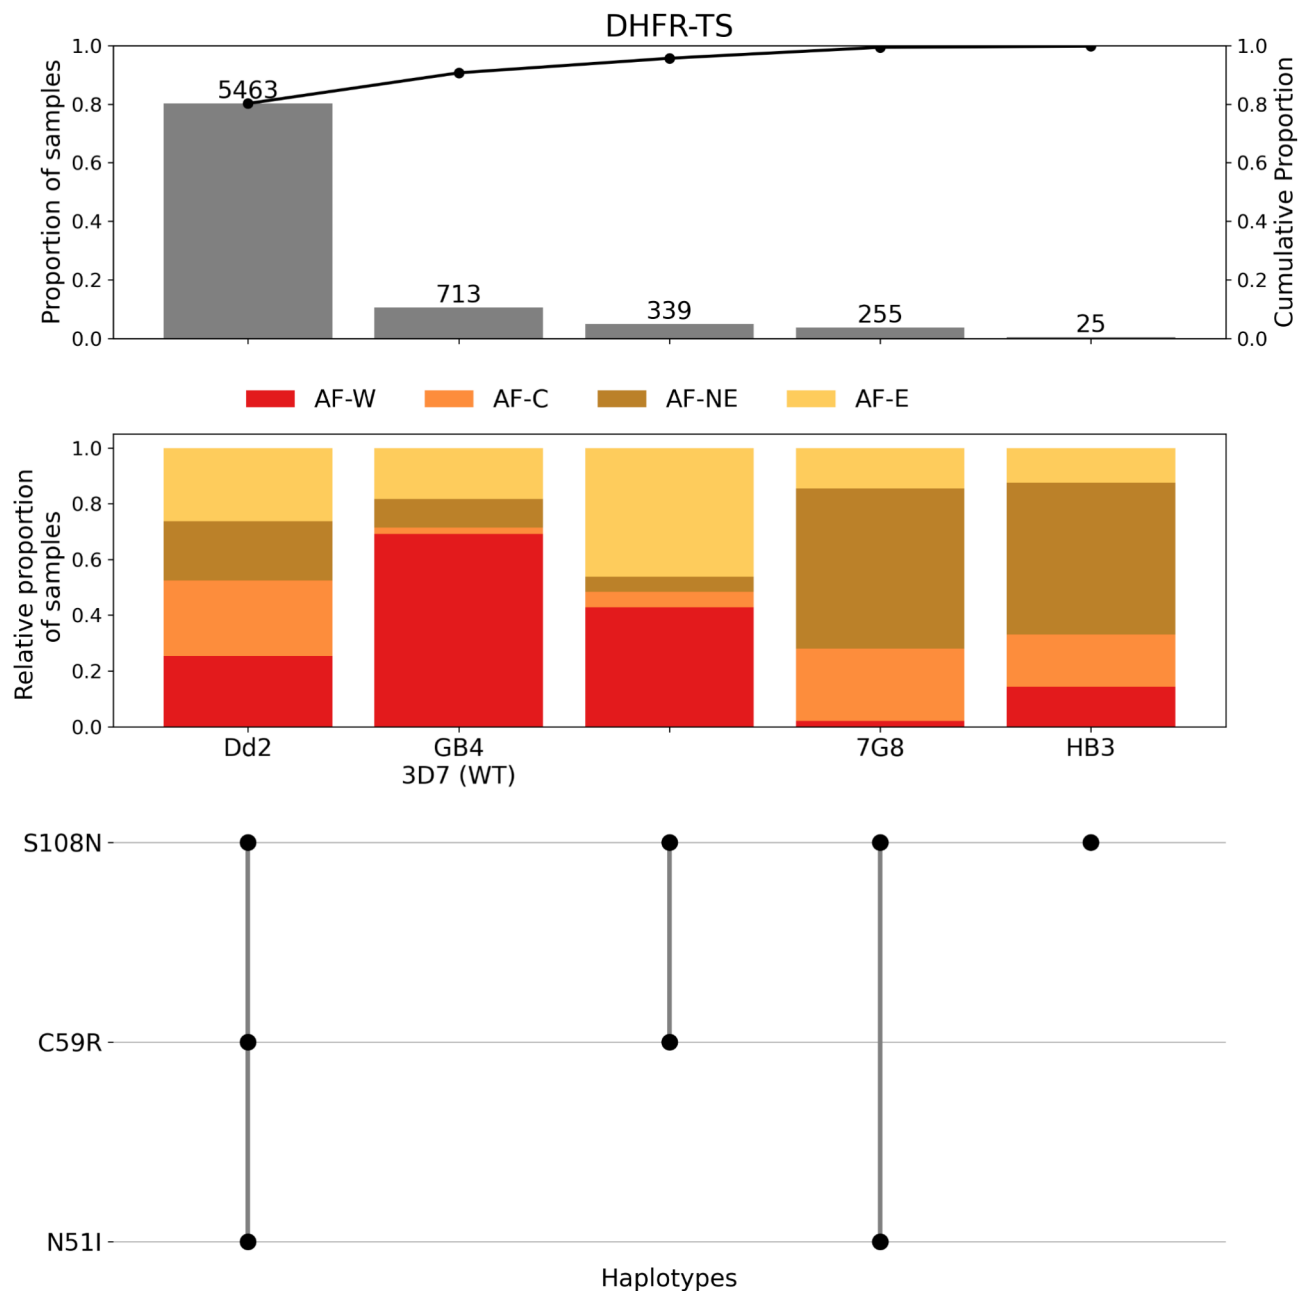 DHFR-TS
Proportion of samples
1.0
0.8
0.6
0.4
0.2
0.0
5463
713
339
255
25
1.0
0.8
0.6
0.4
0.2
0.0
Cumulative Proportion
AF-W
AF-C
AF-NE
AF-E
Relative proportion
of samples
1.0
0.8
0.6
0.4
0.2
0.0
Dd2
GB4
3D7 (WT)
7G8
HB3
S108N
C59R
N51I
Haplotypes